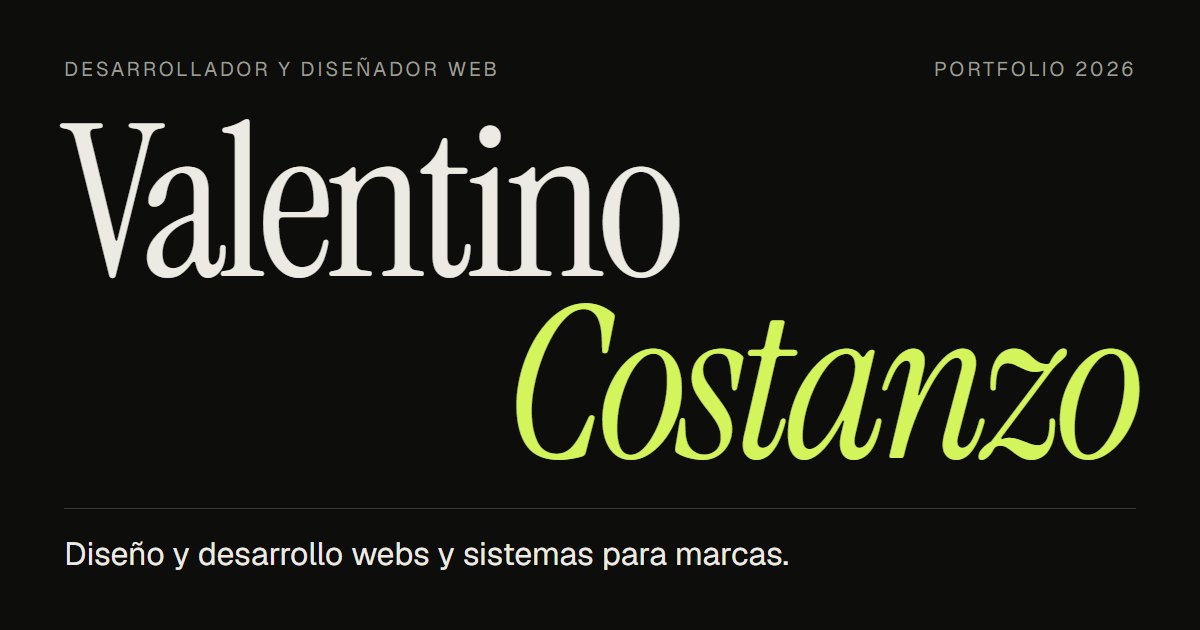 DESARROLLADOR Y DISEÑADOR WEB
PORTFOLIO 2026
Valentino
Costanzo
Diseño y desarrollo webs y sistemas para marcas.